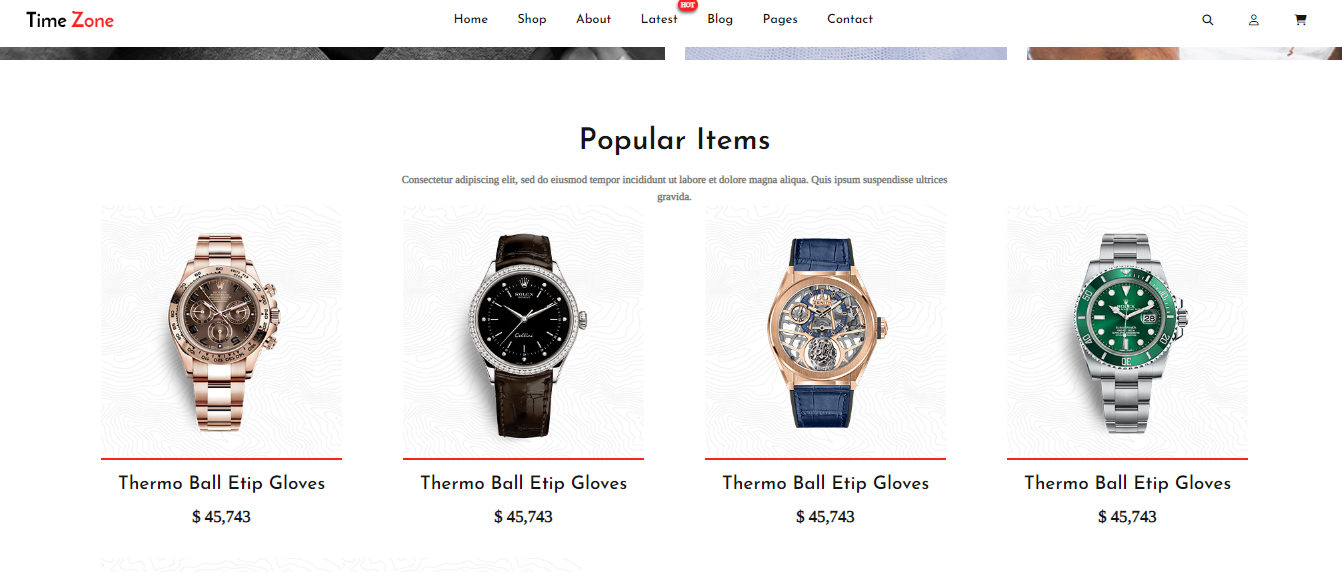 Time Zone
Home Shop About Latest HOT Blog Pages Contact
Popular Items
Consectetur adipiscing elit, sed do eiusmod tempor incididunt ut labore et dolore magna aliqua. Quis ipsum suspendisse ultrices
gravida.
ROLEX
Cellini
Thermo Ball Etip Gloves Thermo Ball Etip Gloves Thermo Ball Etip Gloves Thermo Ball Etip Gloves
$ 45,743 $ 45,743 $ 45,743 $ 45,743